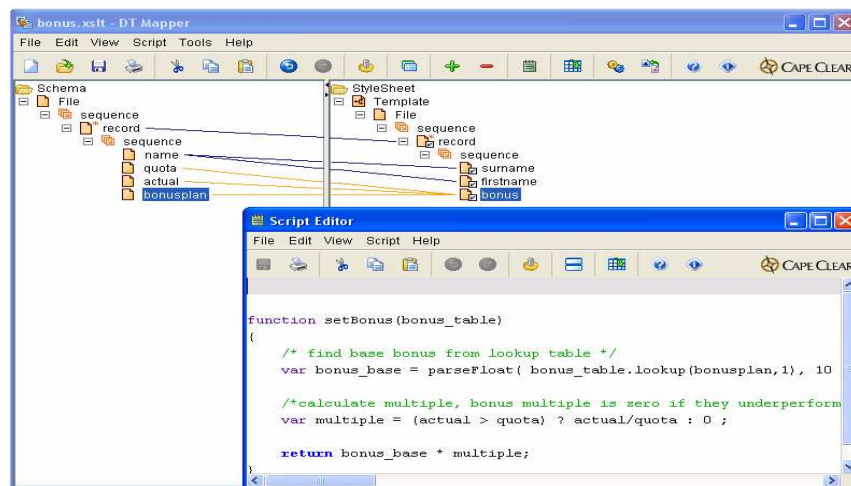 bonus.xslt - DT Mapper
File Edit View Script Tools Help
CAPE CLEAR
Schema
File
sequence
record
sequence
name
quota
actual
bonusplan
StyleSheet
Template
File
sequence
record
sequence
surname
firstname
bonus
Script Editor
File Edit View Script Help
CAPE CLEAR
function setBonus(bonus_table)
{
/* find base bonus from lookup table */
var bonus_base = parseFloat( bonus_table.lookup(bonusplan,1), 10
/*calculate multiple, bonus multiple is zero if they underperform
var multiple = (actual > quota) ? actual/quota : 0 ;
return bonus_base * multiple;
}